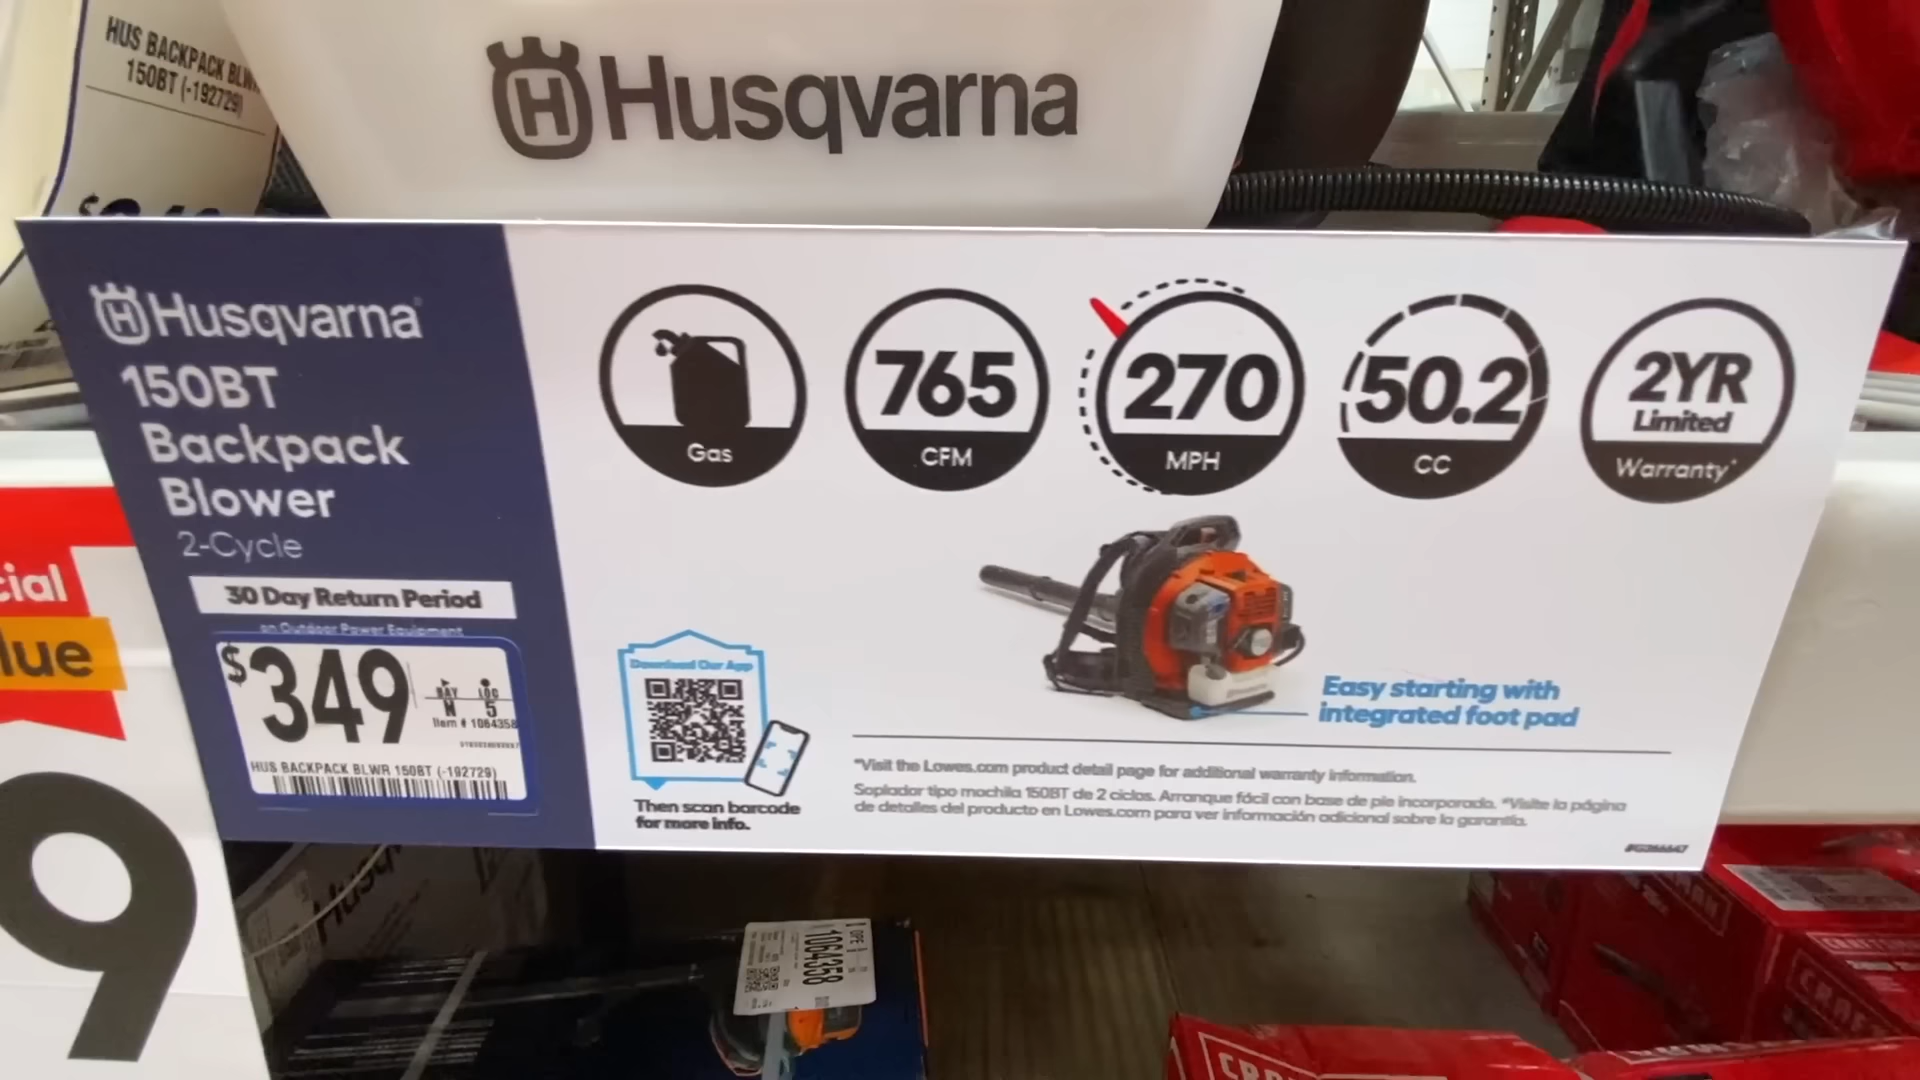 HUS BACKPACK BLWR
150BT (-192729)
Husqvarna
Husqvarna
150BT
Backpack
Blower
2-Cycle
30 Day Return Period
on Outdoor Power Equipment
$349
BAY LOC
N 5
Item # 1064358
HUS BACKPACK BLWR 150BT (-192729)
Gas
765
CFM
270
MPH
50.2
CC
2YR
Limited
Warranty*
Download Our App
Then scan barcode
for more info.
Easy starting with
integrated foot pad
*Visit the Lowes.com product detail page for additional warranty information.
Soplador tipo mochila 150BT de 2 ciclos. Arranque fácil con base de pie incorporada. *Visite la página
de detalles del producto en Lowes.com para ver información adicional sobre la garantía.
cial
lue
9
Husq
OPE
1064358
CRAFTSMAN